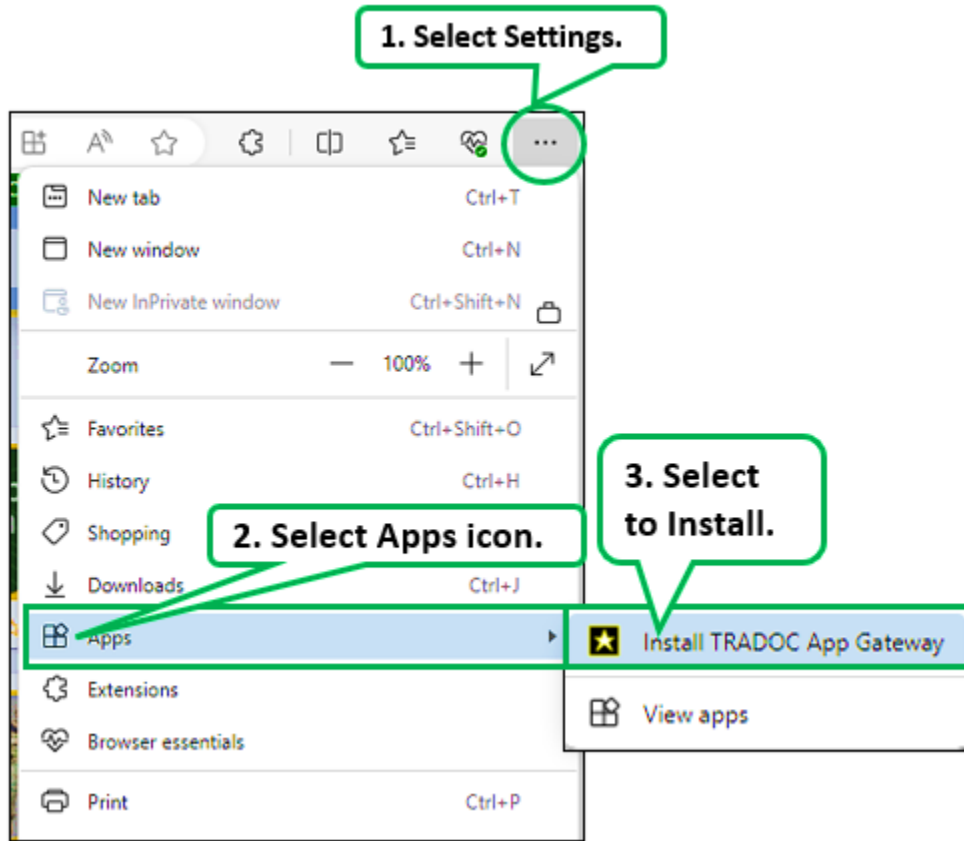 1. Select Settings.
A
New tab Ctrl+T
New window Ctrl+N
New InPrivate window Ctrl+Shift+N
Zoom — 100% +
Favorites Ctrl+Shift+O
History Ctrl+H
3. Select
to Install.
Shopping
2. Select Apps icon.
Downloads Ctrl+J
Apps
Install TRADOC App Gateway
Extensions
View apps
Browser essentials
Print Ctrl+P